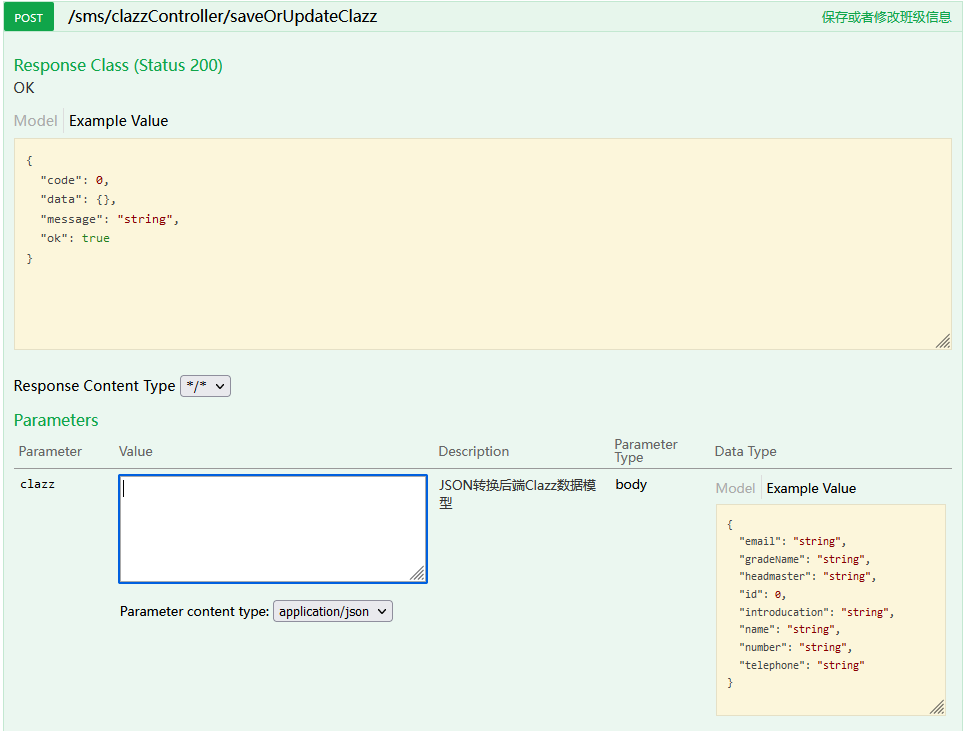 POST /sms/clazzController/saveOrUpdateClazz 保存或者修改班级信息
Response Class (Status 200)
OK
Model Example Value
{
"code": 0,
"data": {},
"message": "string",
"ok": true
}
Response Content Type */*
Parameters
Parameter Value Description Parameter Type Data Type
clazz
JSON转换后端Clazz数据模
型
body
Parameter content type: application/json
Model Example Value
{
"email": "string",
"gradeName": "string",
"headmaster": "string",
"id": 0,
"introducation": "string",
"name": "string",
"number": "string",
"telephone": "string"
}